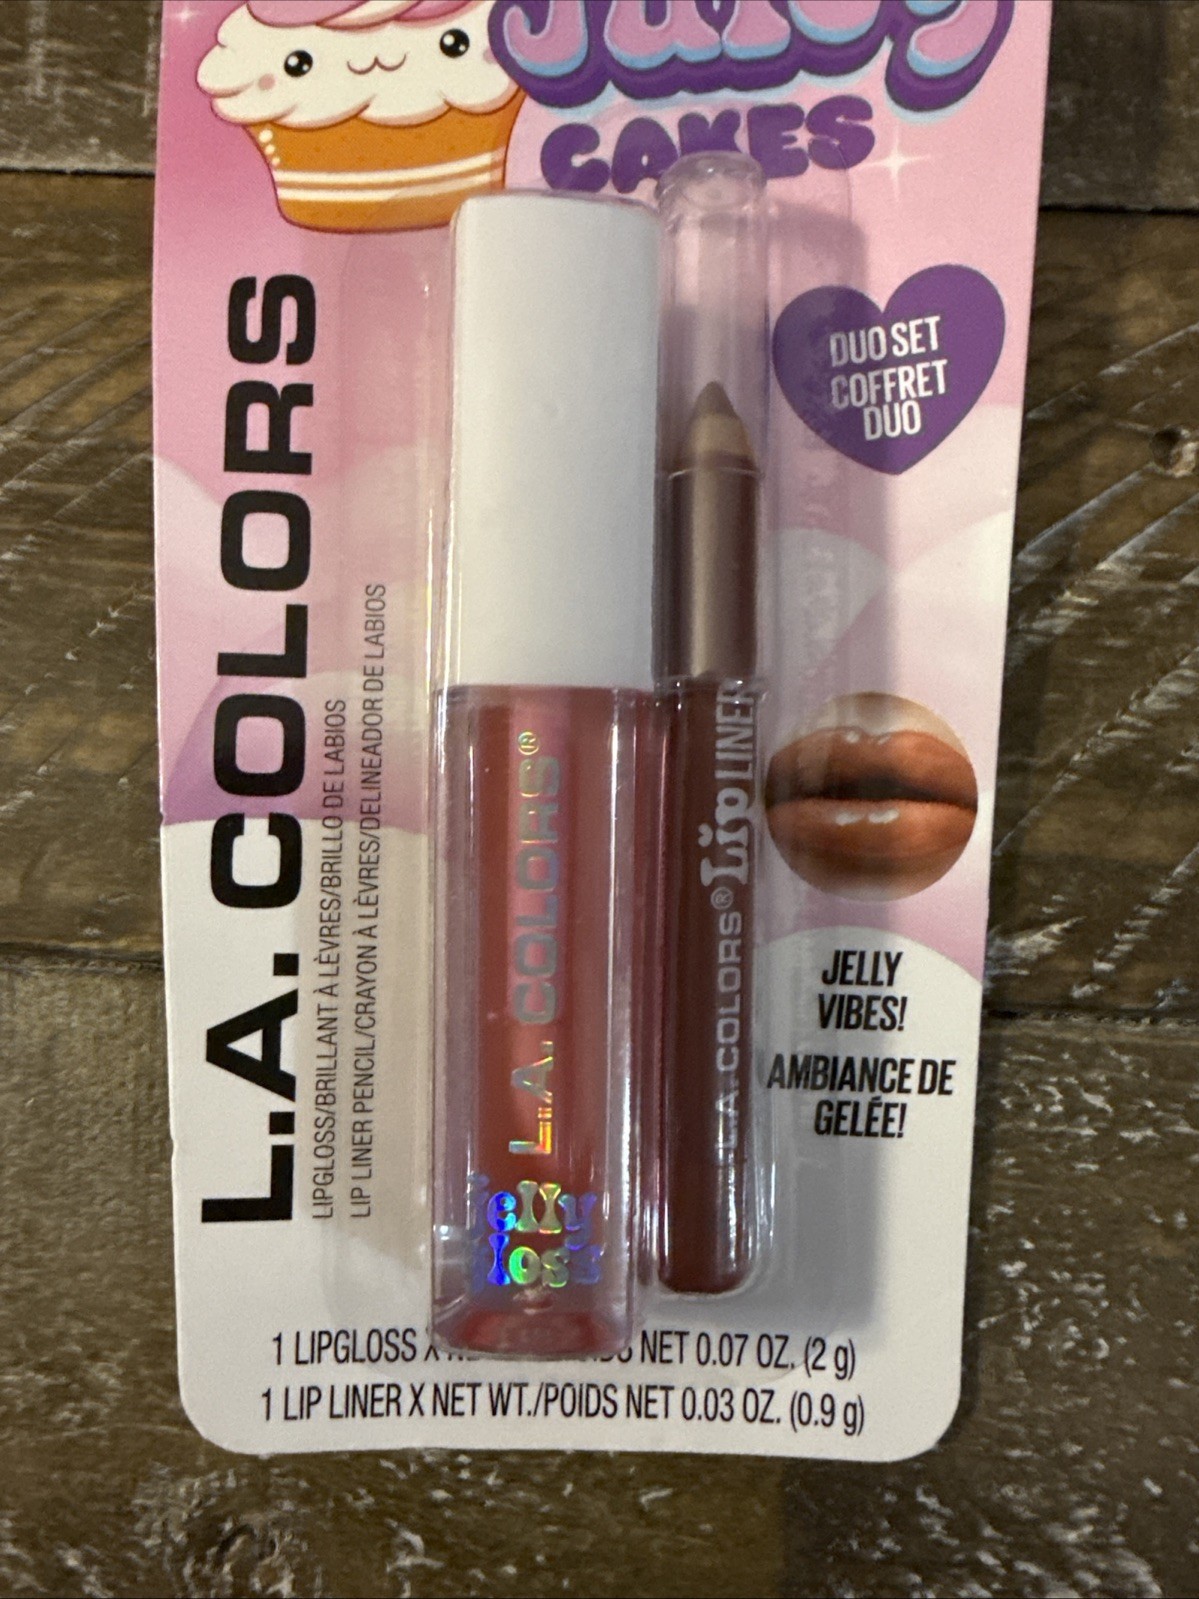 Juicy
CAKES
DUO SET
COFFRET
DUO
L.A. COLORS
LIPGLOSS/BRILLANT À LÈVRES/BRILLO DE LABIOS
LIP LINER PENCIL/CRAYON À LÈVRES/DELINEADOR DE LABIOS
L.A. COLORS®
jelly
gloss
L.A. COLORS® Lip LINER
JELLY
VIBES!
AMBIANCE DE
GELÉE!
1 LIPGLOSS X NET 0.07 OZ. (2 g)
1 LIP LINER X NET WT./POIDS NET 0.03 OZ. (0.9 g)